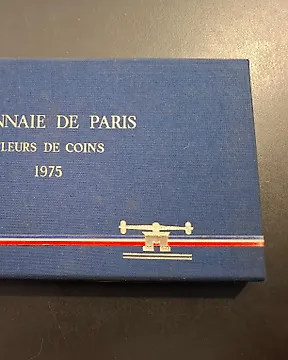 NNAIE DE PARIS
LEURS DE COINS
1975